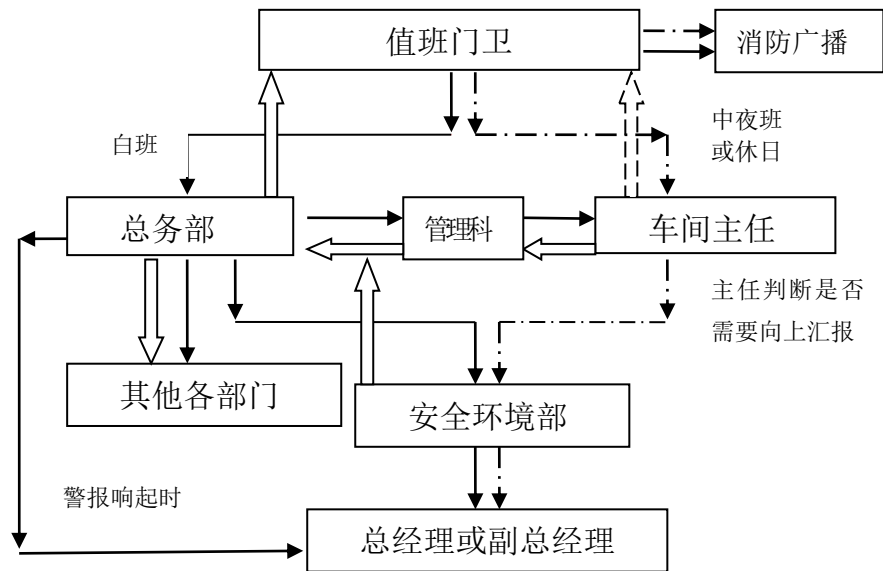 值班门卫
消防广播
白班
中夜班
或休日
总务部
管理科
车间主任
主任判断是否
需要向上汇报
其他各部门
安全环境部
警报响起时
总经理或副总经理